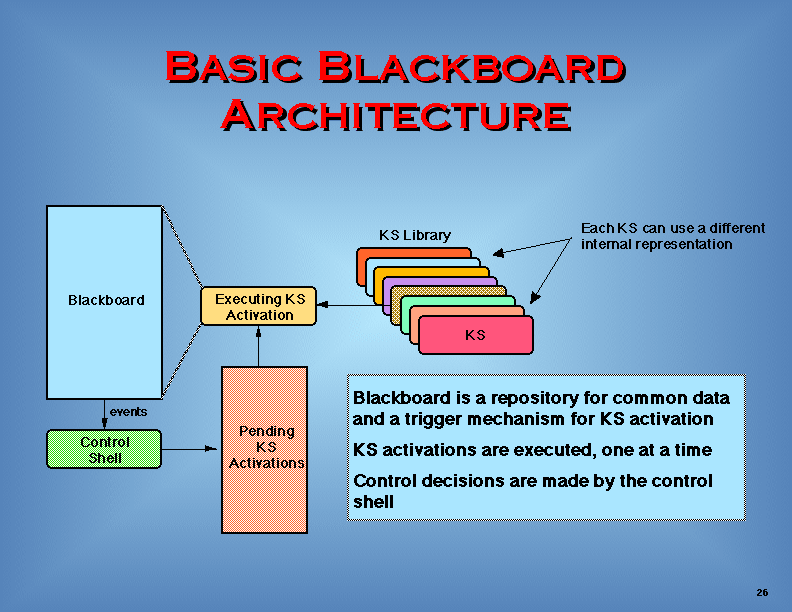 Basic Blackboard
Architecture
KS Library
Each KS can use a different
internal representation
Blackboard
Executing KS
Activation
KS
events
Control
Shell
Pending
KS
Activations
Blackboard is a repository for common data
and a trigger mechanism for KS activation
KS activations are executed, one at a time
Control decisions are made by the control
shell
26